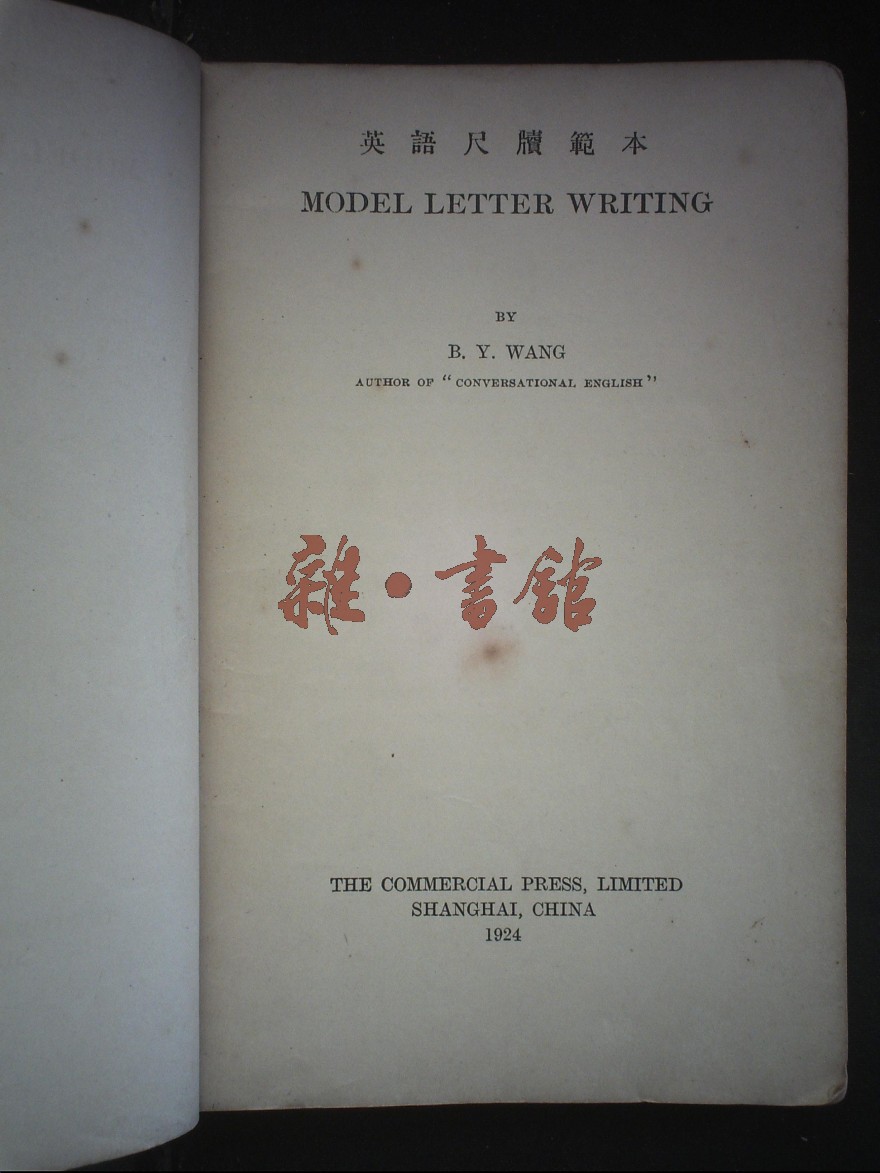 英語尺牘範本
MODEL LETTER WRITING
BY
B. Y. WANG
AUTHOR OF “CONVERSATIONAL ENGLISH”
雜·書館
THE COMMERCIAL PRESS, LIMITED
SHANGHAI, CHINA
1924